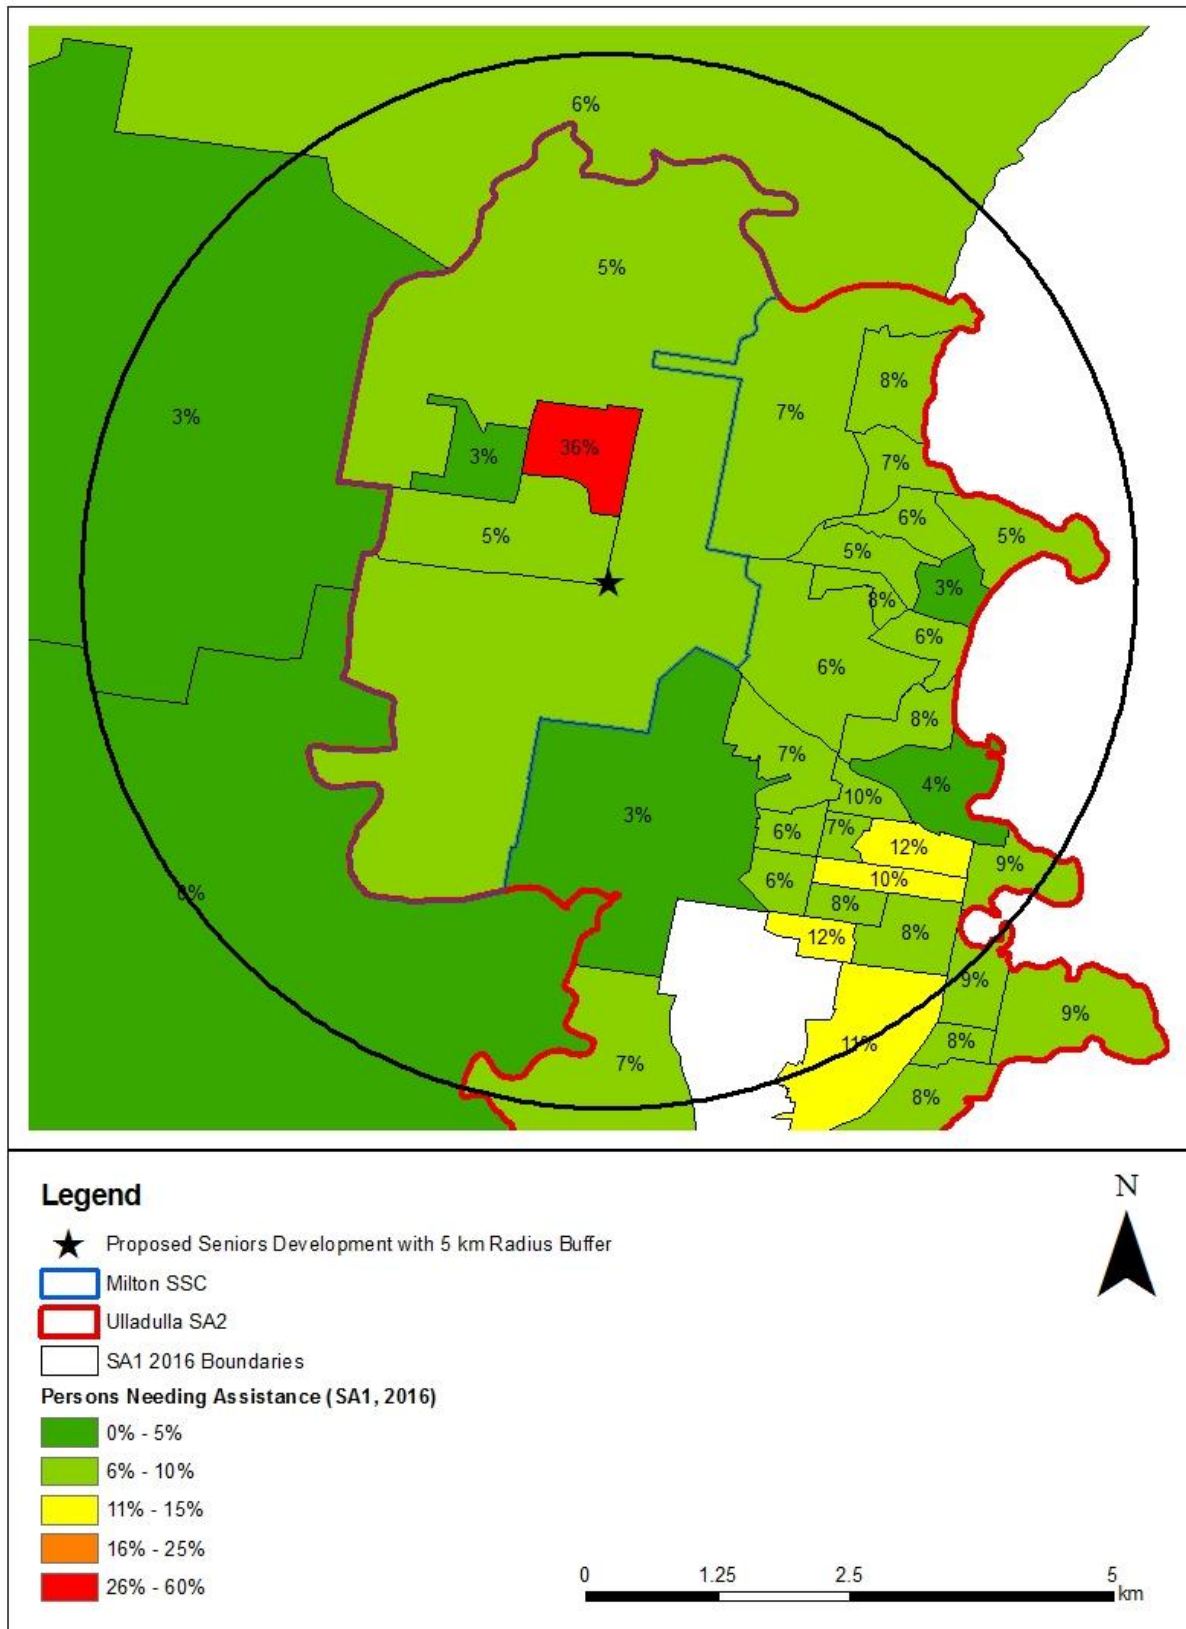 6%
5%
3%
8%
7%
36%
3%
7%
6%
5%
5%
5%
3%
8%
6%
6%
8%
7%
4%
10%
3%
7%
6%
12%
9%
10%
6%
0%
8%
8%
12%
9%
9%
11%
8%
7%
8%
Legend
N
Proposed Seniors Development with 5 km Radius Buffer
Milton SSC
Ulladulla SA2
SA1 2016 Boundaries
Persons Needing Assistance (SA1, 2016)
0% - 5%
6% - 10%
11% - 15%
16% - 25%
26% - 60%
0 1.25 2.5 5
km